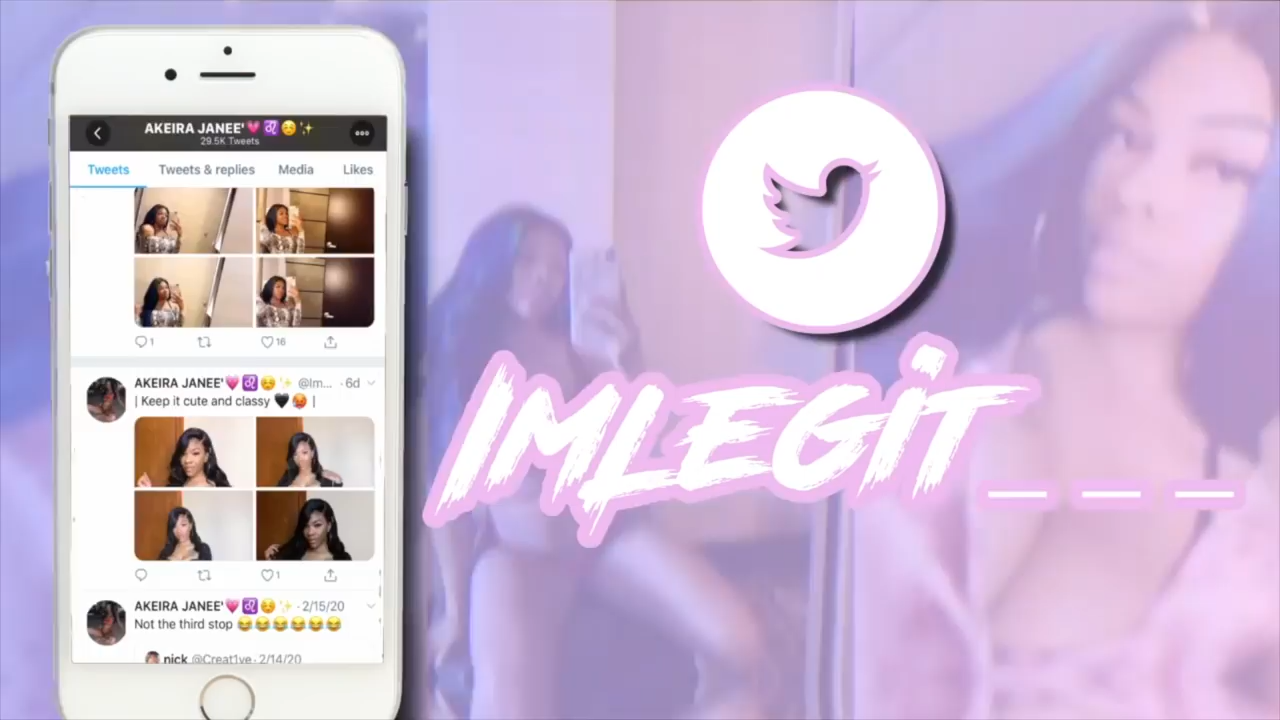 AKEIRA JANEE'💗♌☺️✨
29.5K Tweets
Tweets Tweets & replies Media Likes
1 16
AKEIRA JANEE'💗♌☺️✨ @Im... · 6d
| Keep it cute and classy 🖤🥵 |
1
AKEIRA JANEE'💗♌☺️✨ · 2/15/20
Not the third stop 😂😂😂😂😂😂
nick @Creat1ve · 2/14/20
IMLEGIT_ _ _